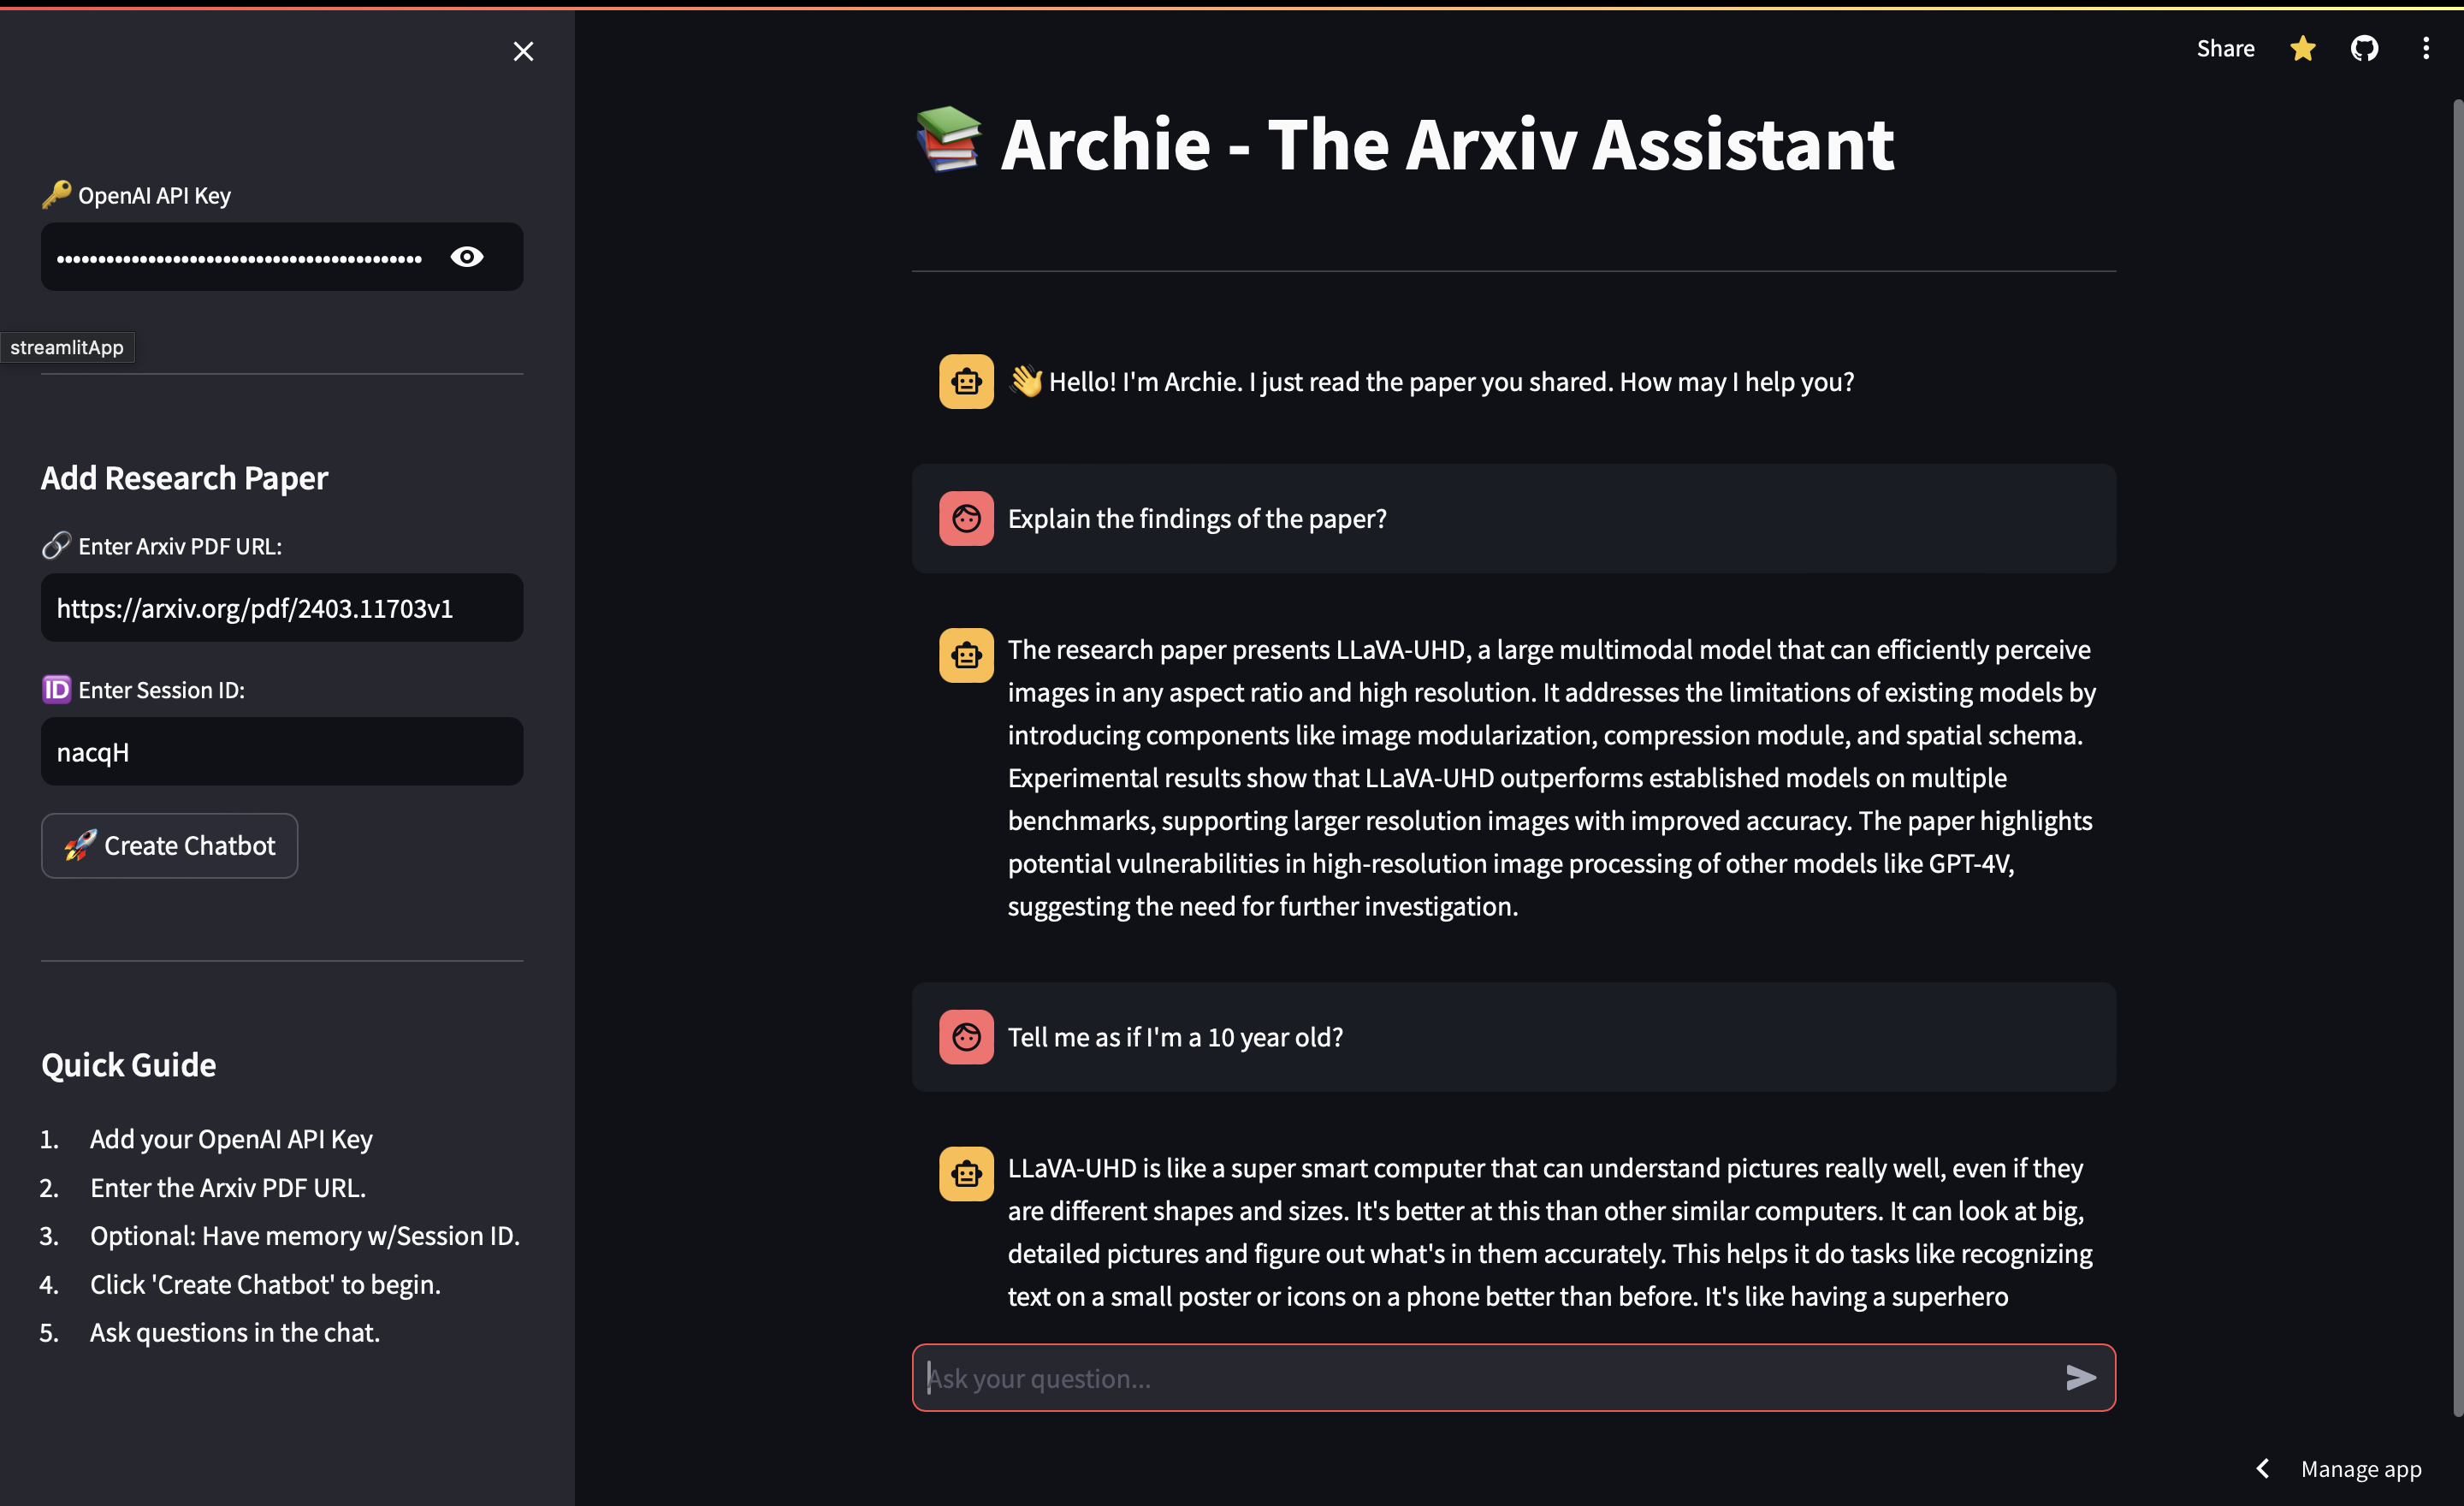 Share
🔑 OpenAI API Key
••••••••••••••••••••••••••••••••••••••••••••
streamlitApp
Add Research Paper
🔗 Enter Arxiv PDF URL:
https://arxiv.org/pdf/2403.11703v1
🆔 Enter Session ID:
nacqH
🚀 Create Chatbot
Quick Guide
1. Add your OpenAI API Key
2. Enter the Arxiv PDF URL.
3. Optional: Have memory w/Session ID.
4. Click 'Create Chatbot' to begin.
5. Ask questions in the chat.
📚 Archie - The Arxiv Assistant
👋 Hello! I'm Archie. I just read the paper you shared. How may I help you?
Explain the findings of the paper?
The research paper presents LLaVA-UHD, a large multimodal model that can efficiently perceive
images in any aspect ratio and high resolution. It addresses the limitations of existing models by
introducing components like image modularization, compression module, and spatial schema.
Experimental results show that LLaVA-UHD outperforms established models on multiple
benchmarks, supporting larger resolution images with improved accuracy. The paper highlights
potential vulnerabilities in high-resolution image processing of other models like GPT-4V,
suggesting the need for further investigation.
Tell me as if I'm a 10 year old?
LLaVA-UHD is like a super smart computer that can understand pictures really well, even if they
are different shapes and sizes. It's better at this than other similar computers. It can look at big,
detailed pictures and figure out what's in them accurately. This helps it do tasks like recognizing
text on a small poster or icons on a phone better than before. It's like having a superhero
Ask your question...
Manage app